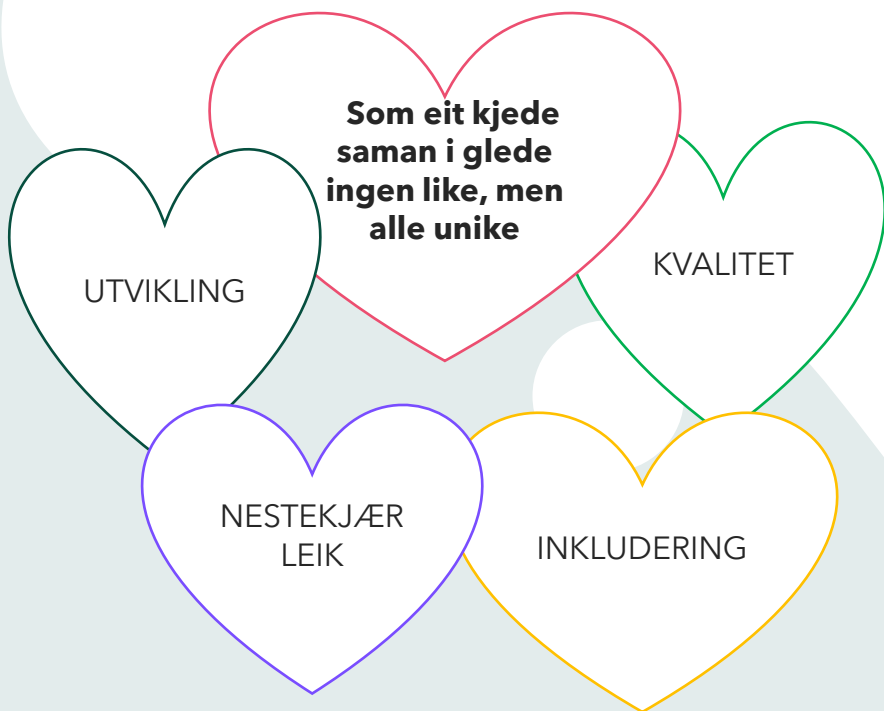 Som eit kjede
saman i glede
ingen like, men
alle unike
UTVIKLING
KVALITET
NESTEKJÆR
LEIK
INKLUDERING